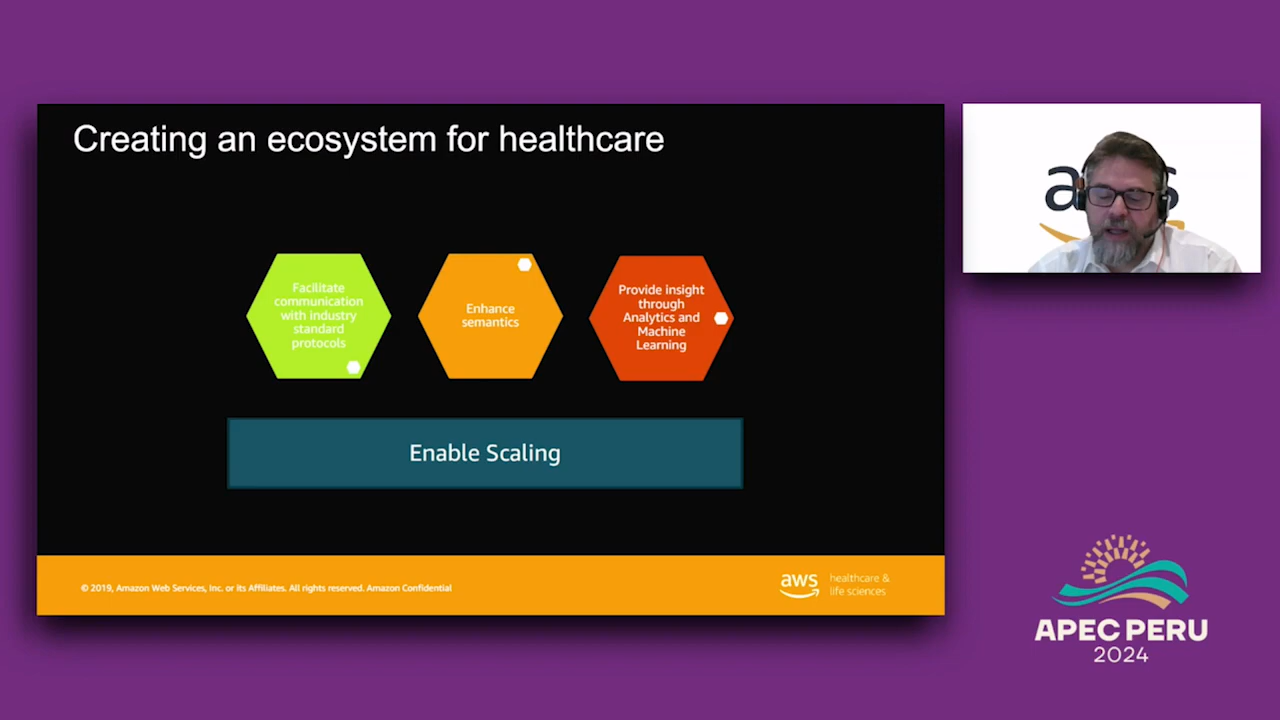 Creating an ecosystem for healthcare
Facilitate
communication
with industry
standard
protocols
Enhance
semantics
Provide insight
through
Analytics and
Machine
Learning
Enable Scaling
© 2019, Amazon Web Services, Inc. or its Affiliates. All rights reserved. Amazon Confidential
aws
healthcare &
life sciences
APEC PERU
2024